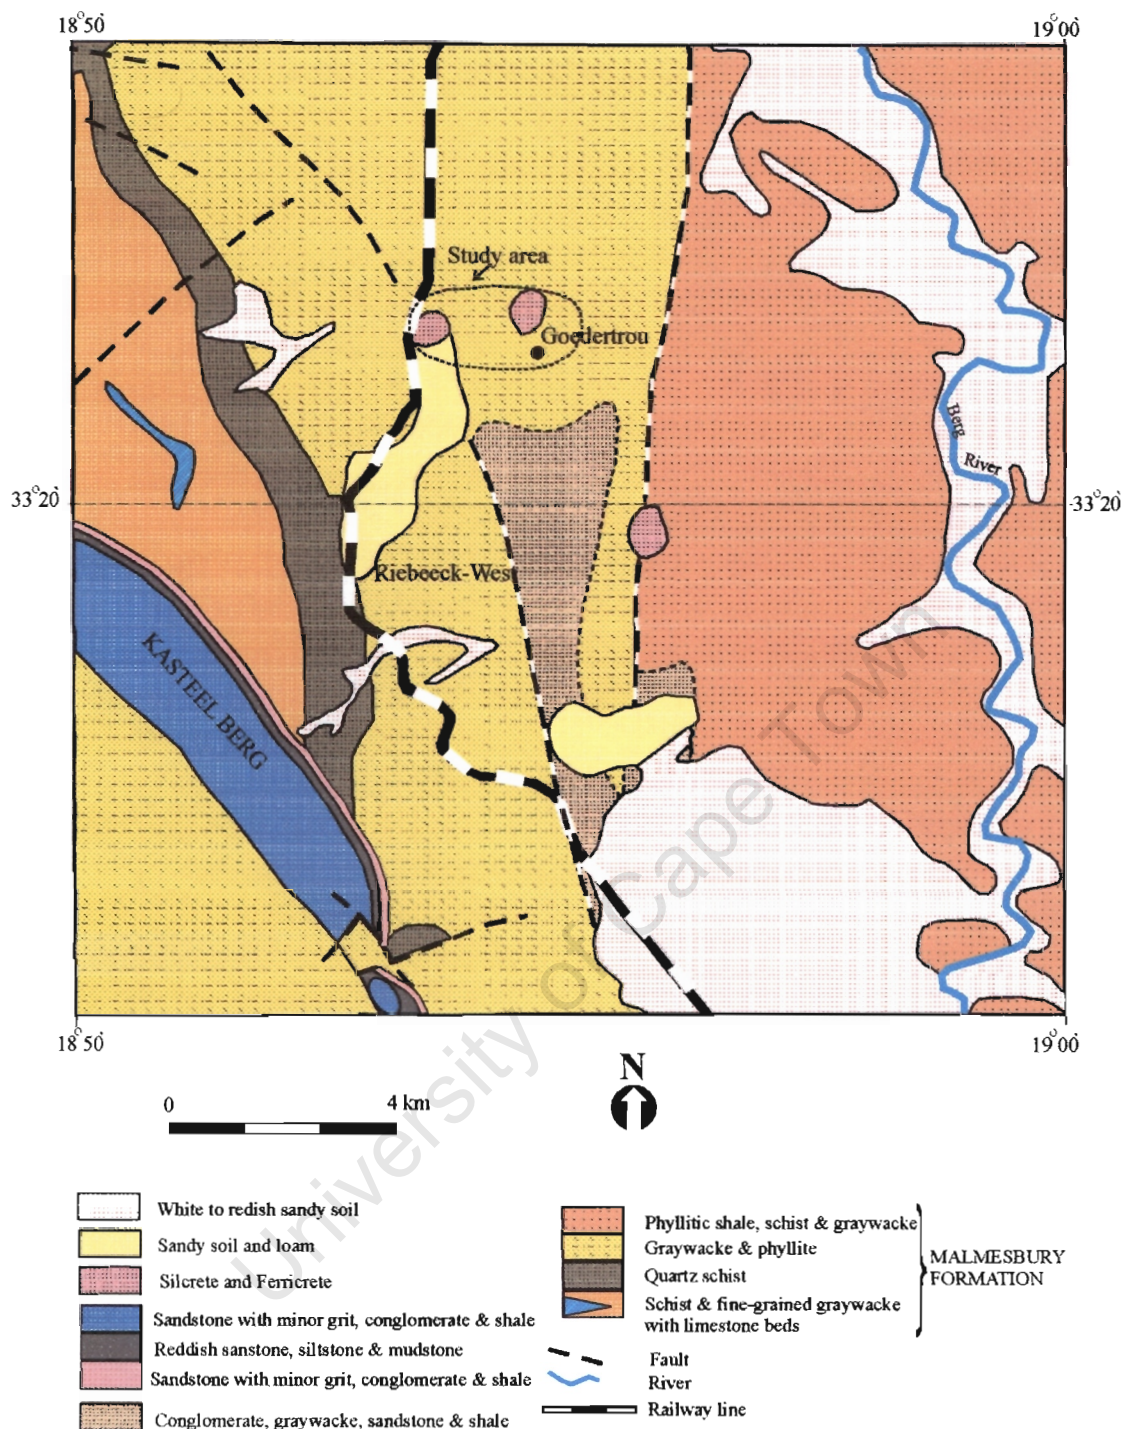 18°50'
19°00'
Study area
Goedertrou
Berg
River
33°20'
33°20'
Riebeeck-Wes
KASTEEL BERG
University of Cape Town
18°50'
19°00'
N
0
4 km
White to redish sandy soil
Sandy soil and loam
Silcrete and Ferricrete
Sandstone with minor grit, conglomerate & shale
Reddish sanstone, siltstone & mudstone
Sandstone with minor grit, conglomerate & shale
Conglomerate, graywacke, sandstone & shale
Phyllitic shale, schist & graywacke
Graywacke & phyllite
Quartz schist
Schist & fine-grained graywacke
with limestone beds
MALMESBURY
FORMATION
Fault
River
Railway line